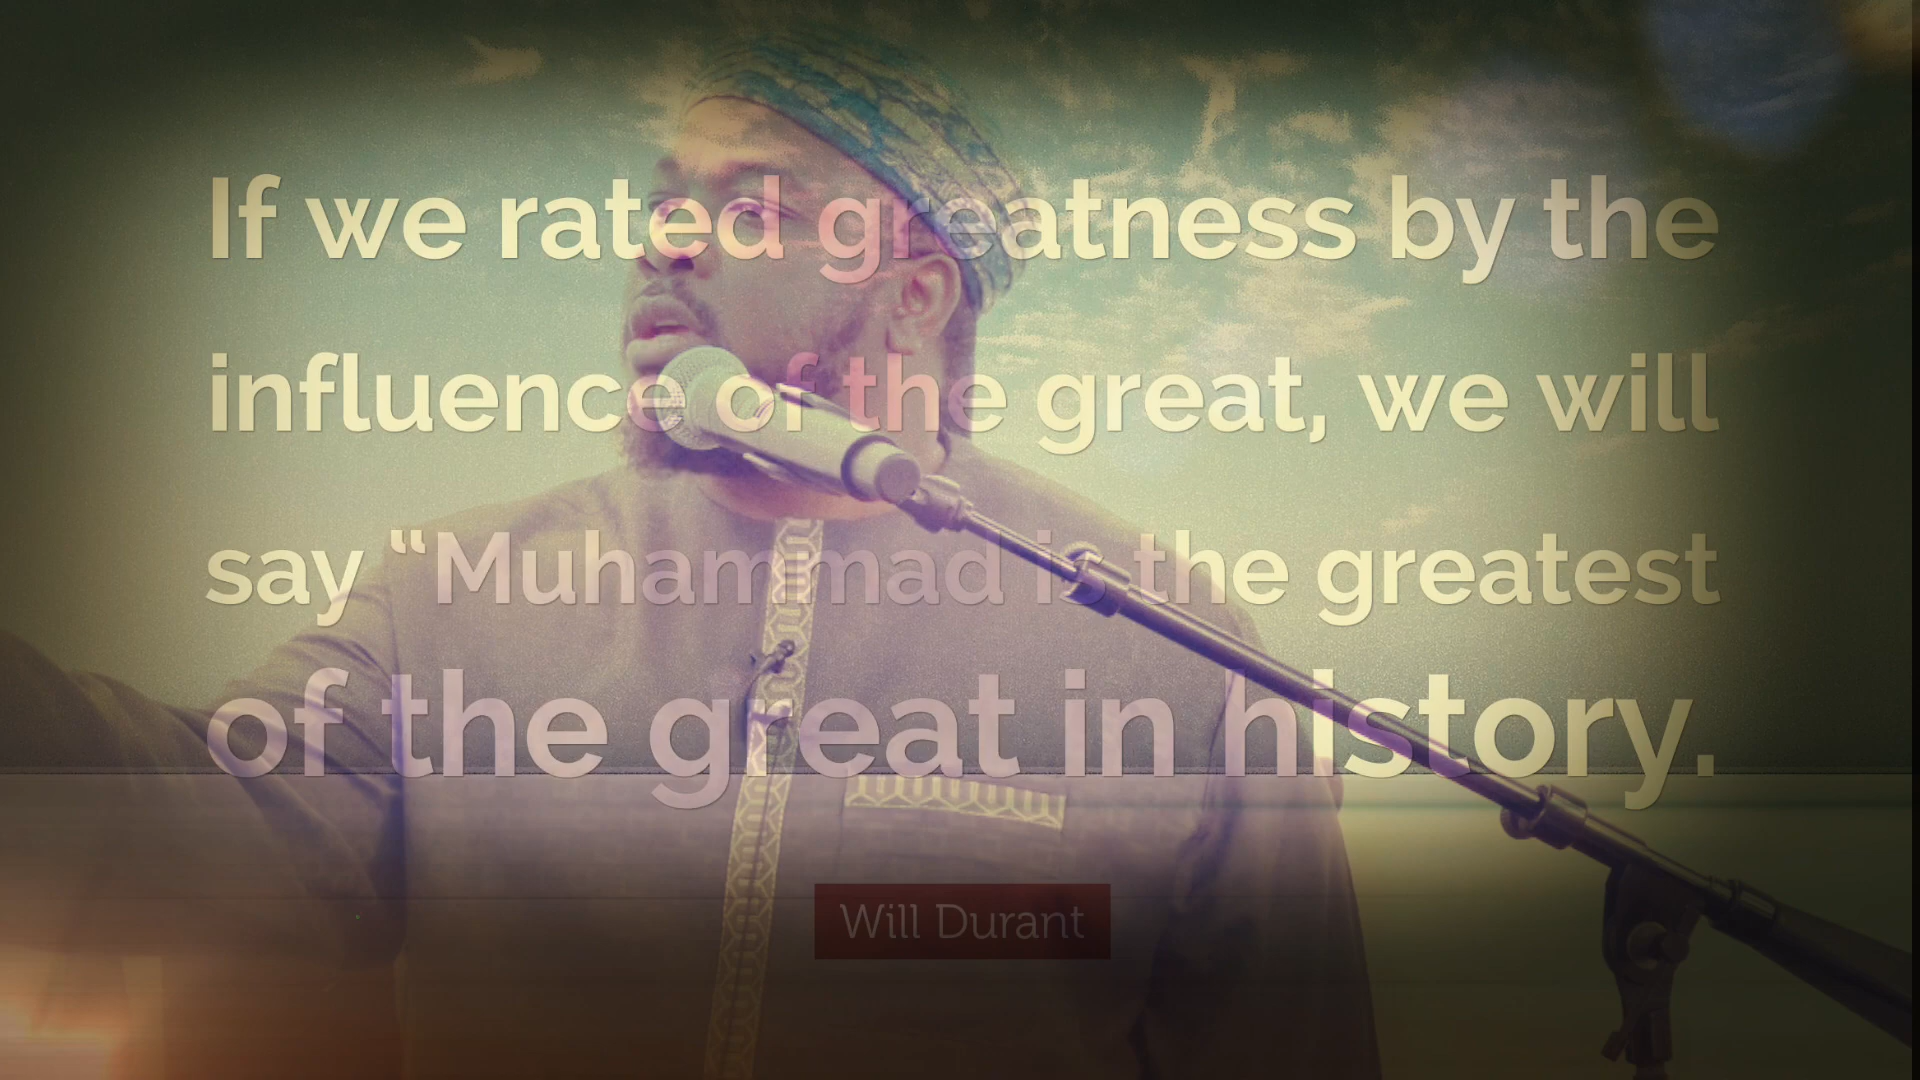 If we rated greatness by the
influence of the great, we will
say “Muhammad is the greatest
of the great in history.
Will Durant